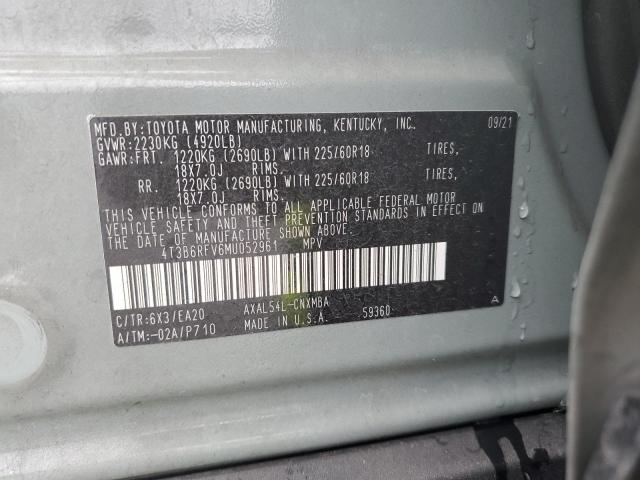 MFD.BY:TOYOTA MOTOR MANUFACTURING, KENTUCKY, INC. 09/21
GVWR:2230KG (4920LB)
GAWR:FRT. 1220KG (2690LB) WITH 225/60R18 TIRES,
18X7.0J RIMS.
RR. 1220KG (2690LB) WITH 225/60R18 TIRES,
18X7.0J RIMS.
THIS VEHICLE CONFORMS TO ALL APPLICABLE FEDERAL MOTOR
VEHICLE SAFETY AND THEFT PREVENTION STANDARDS IN EFFECT ON
THE DATE OF MANUFACTURE SHOWN ABOVE.
4T3B6RFV6MU052961 MPV
C/TR:6X3/EA20 AXAL54L-CNXMBA A
A/TM:-02A/P710 MADE IN U.S.A. 59360